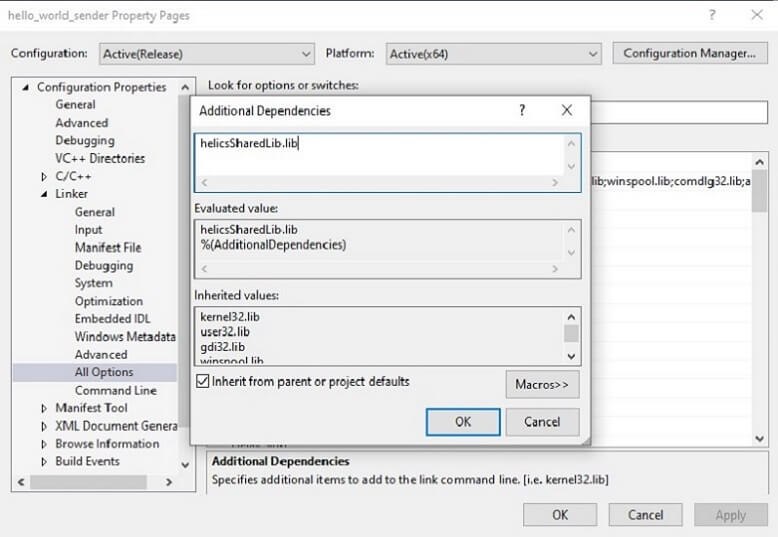 hello_world_sender Property Pages
?
Configuration: Active(Release) Platform: Active(x64) Configuration Manager...
Configuration Properties
General
Advanced
Debugging
VC++ Directories
C/C++
Linker
General
Input
Manifest File
Debugging
System
Optimization
Embedded IDL
Windows Metadata
Advanced
All Options
Command Line
Manifest Tool
XML Document Genera
Browse Information
Build Events
Look for options or switches:
Additional Dependencies
?
helicsSharedLib.lib
Evaluated value:
helicsSharedLib.lib
%(AdditionalDependencies)
Inherited values:
kernel32.lib
user32.lib
gdi32.lib
winspool.lib
Inherit from parent or project defaults
Macros>>
OK Cancel
lib;winspool.lib;comdlg32.lib;a
Additional Dependencies
Specifies additional items to add to the link command line. [i.e. kernel32.lib]
OK Cancel Apply